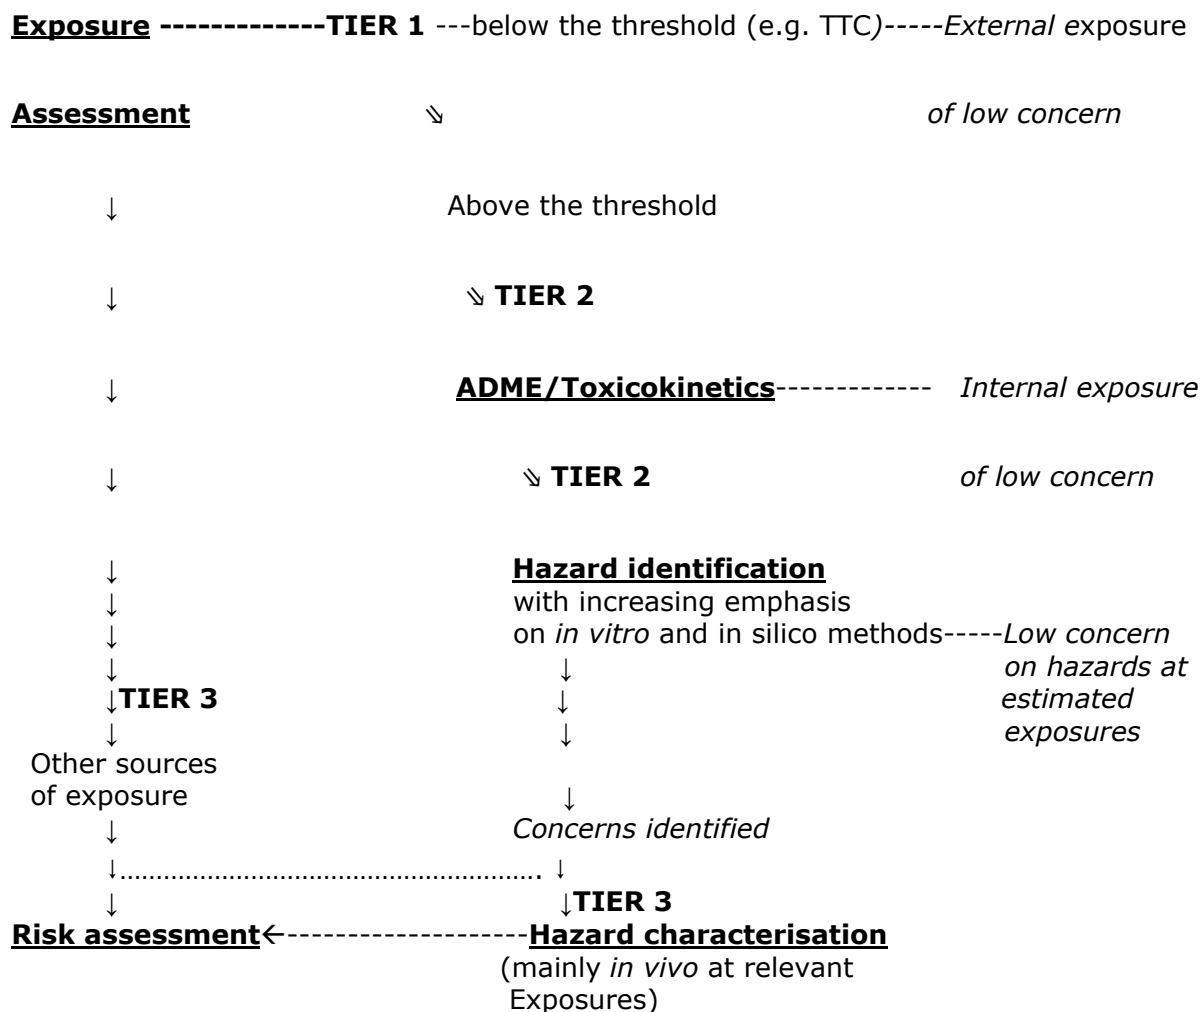 Exposure -------------TIER 1 ---below the threshold (e.g. TTC)-----External exposure
Assessment ⇘ of low concern
↓ Above the threshold
↓ ⇘ TIER 2
↓ ADME/Toxicokinetics------------- Internal exposure
↓ ⇘ TIER 2 of low concern
↓ Hazard identification
↓ with increasing emphasis
↓ on in vitro and in silico methods-----Low concern
↓ ↓ on hazards at
↓TIER 3 ↓ estimated
↓ ↓ exposures
Other sources
of exposure ↓
↓ Concerns identified
↓....................................................... ↓
↓ ↓TIER 3
Risk assessment←--------------------Hazard characterisation
(mainly in vivo at relevant
Exposures)